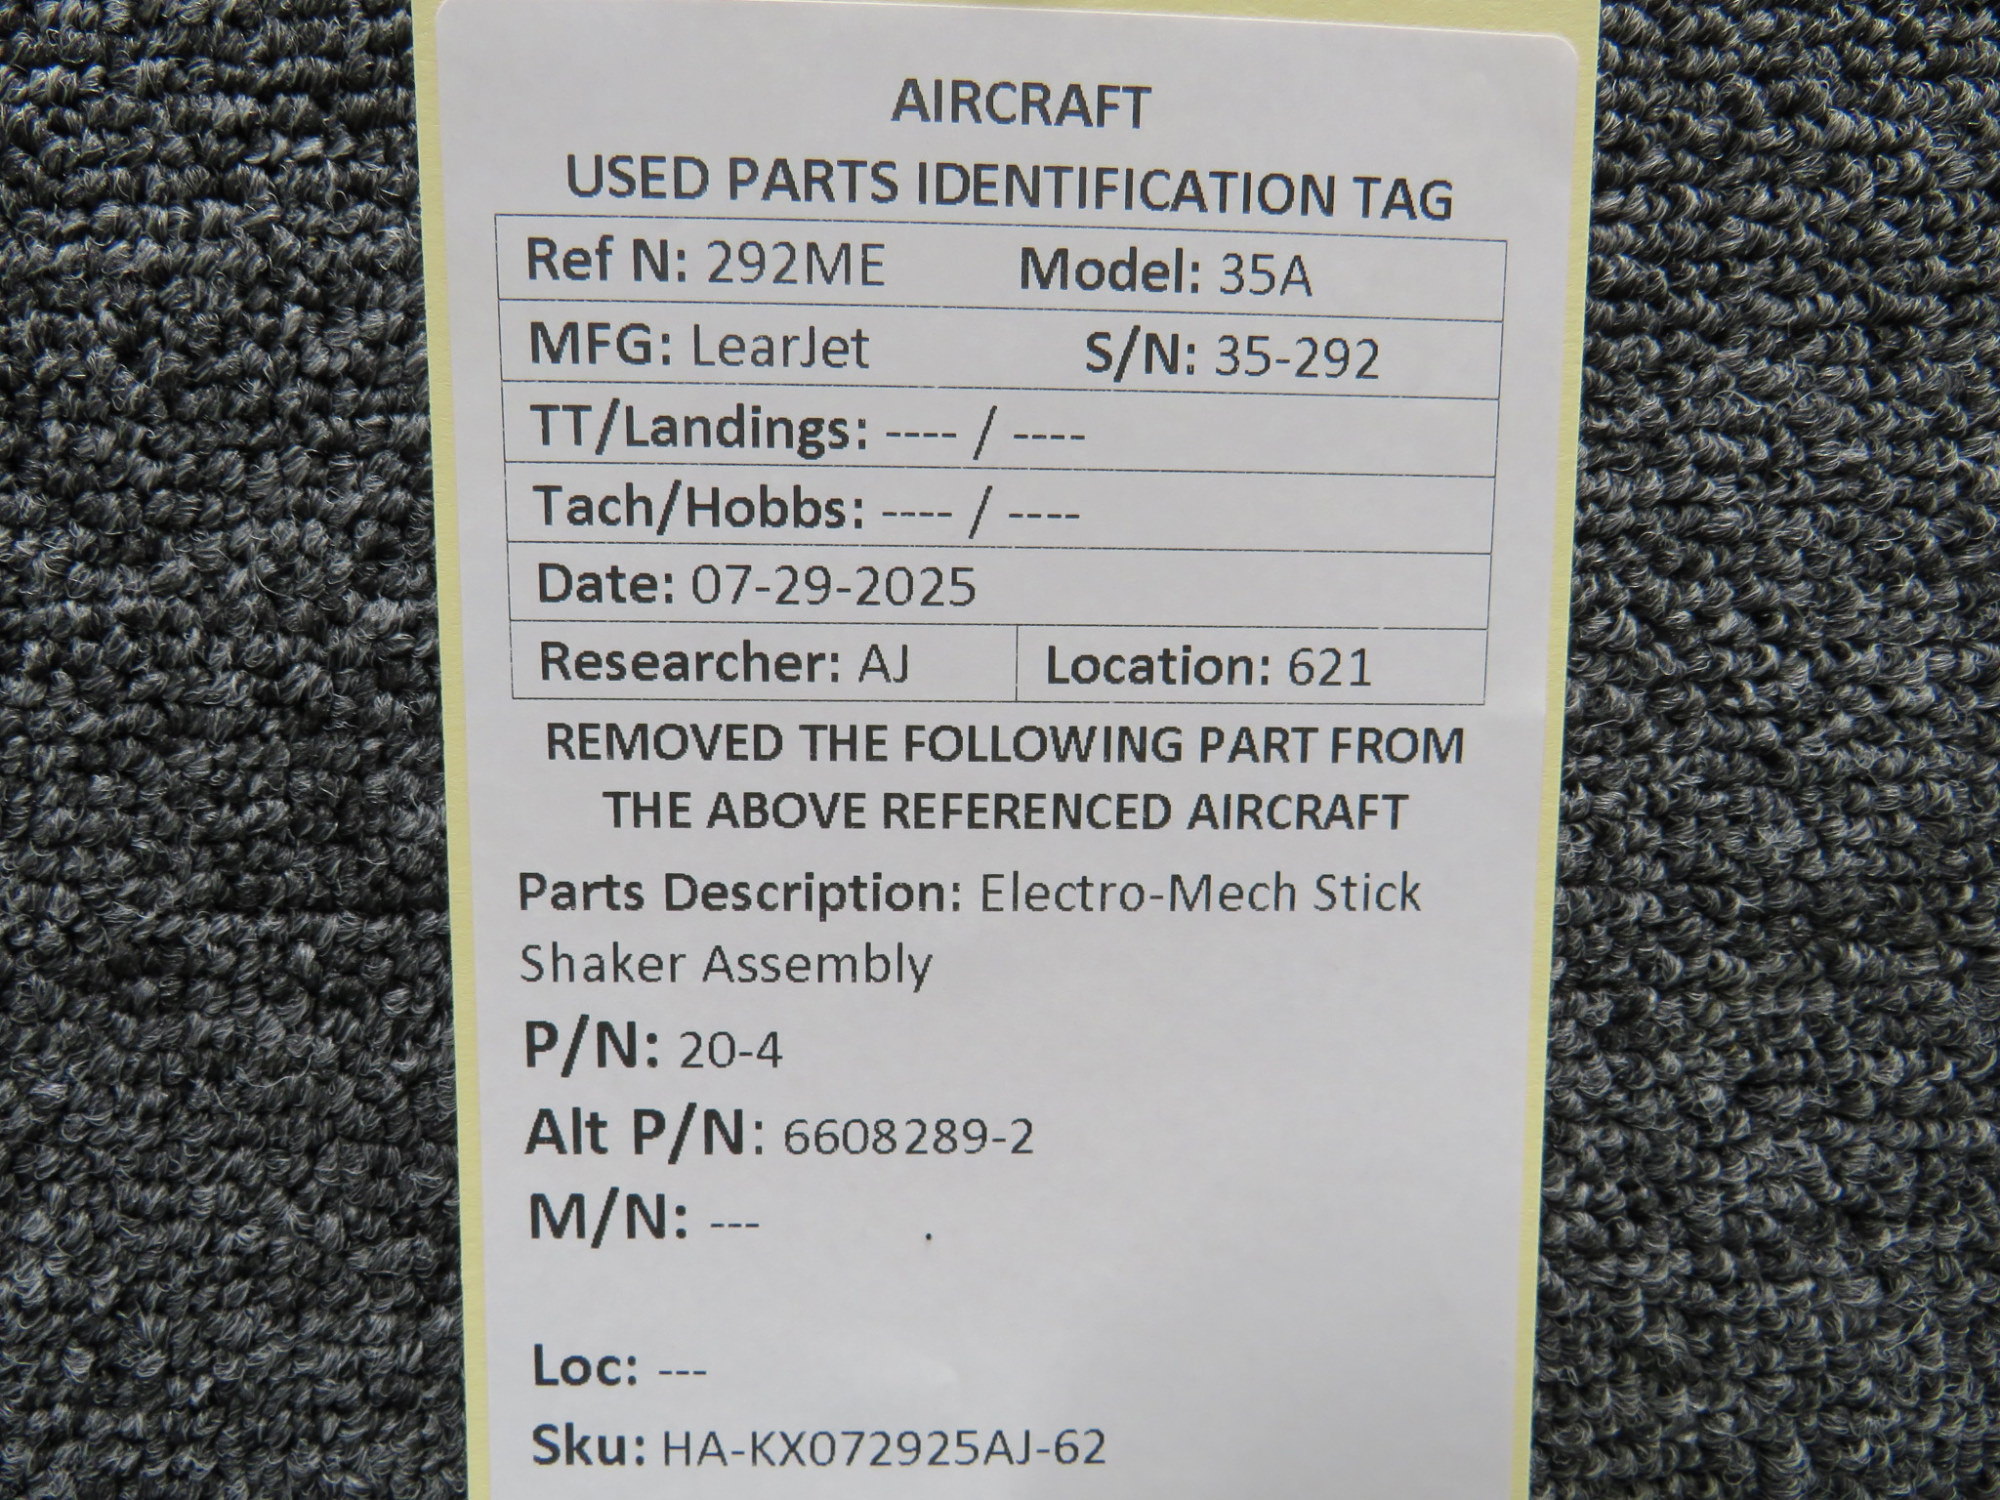 AIRCRAFT
USED PARTS IDENTIFICATION TAG
Ref N: 292ME Model: 35A
MFG: LearJet S/N: 35-292
TT/Landings: ---- / ----
Tach/Hobbs: ---- / ----
Date: 07-29-2025
Researcher: AJ Location: 621
REMOVED THE FOLLOWING PART FROM
THE ABOVE REFERENCED AIRCRAFT
Parts Description: Electro-Mech Stick
Shaker Assembly
P/N: 20-4
Alt P/N: 6608289-2
M/N: ---
Loc: ---
Sku: HA-KX072925AJ-62